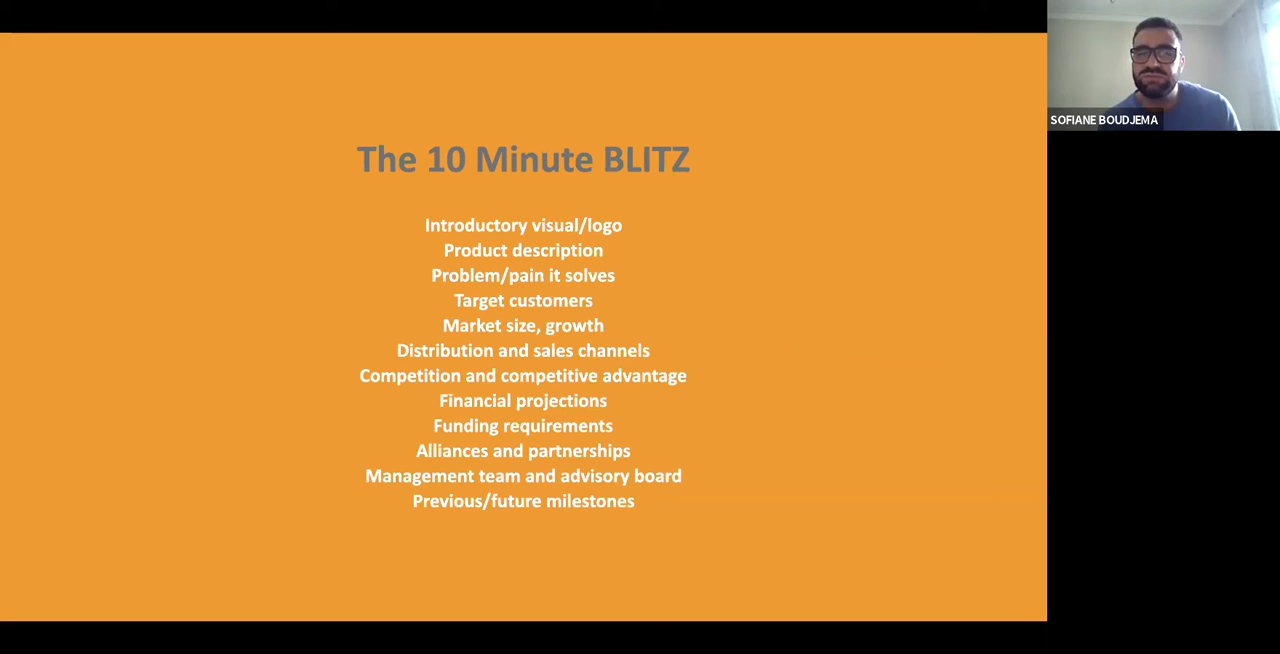 The 10 Minute BLITZ
Introductory visual/logo
Product description
Problem/pain it solves
Target customers
Market size, growth
Distribution and sales channels
Competition and competitive advantage
Financial projections
Funding requirements
Alliances and partnerships
Management team and advisory board
Previous/future milestones
SOFIANE BOUDJEMA